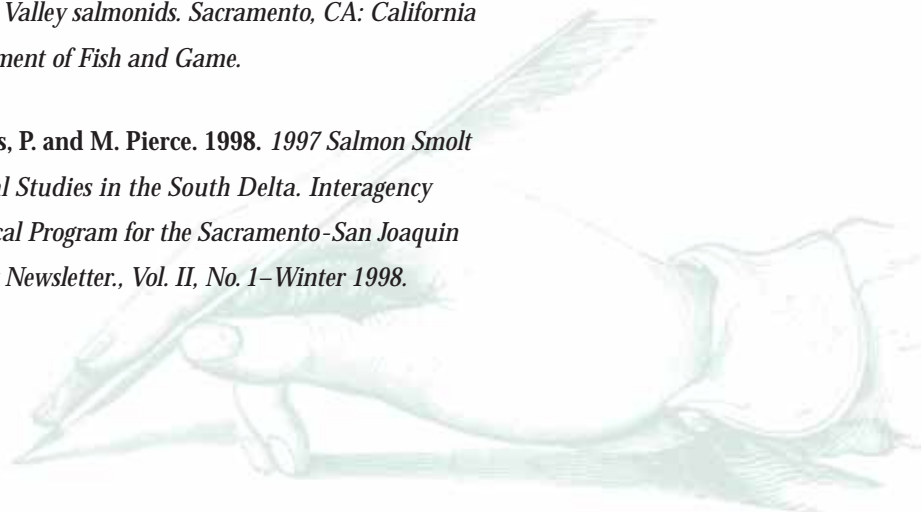 Valley salmonids. Sacramento, CA: California
ment of Fish and Game.
s, P. and M. Pierce. 1998. 1997 Salmon Smolt
l Studies in the South Delta. Interagency
cal Program for the Sacramento-San Joaquin
Newsletter., Vol. II, No. 1–Winter 1998.